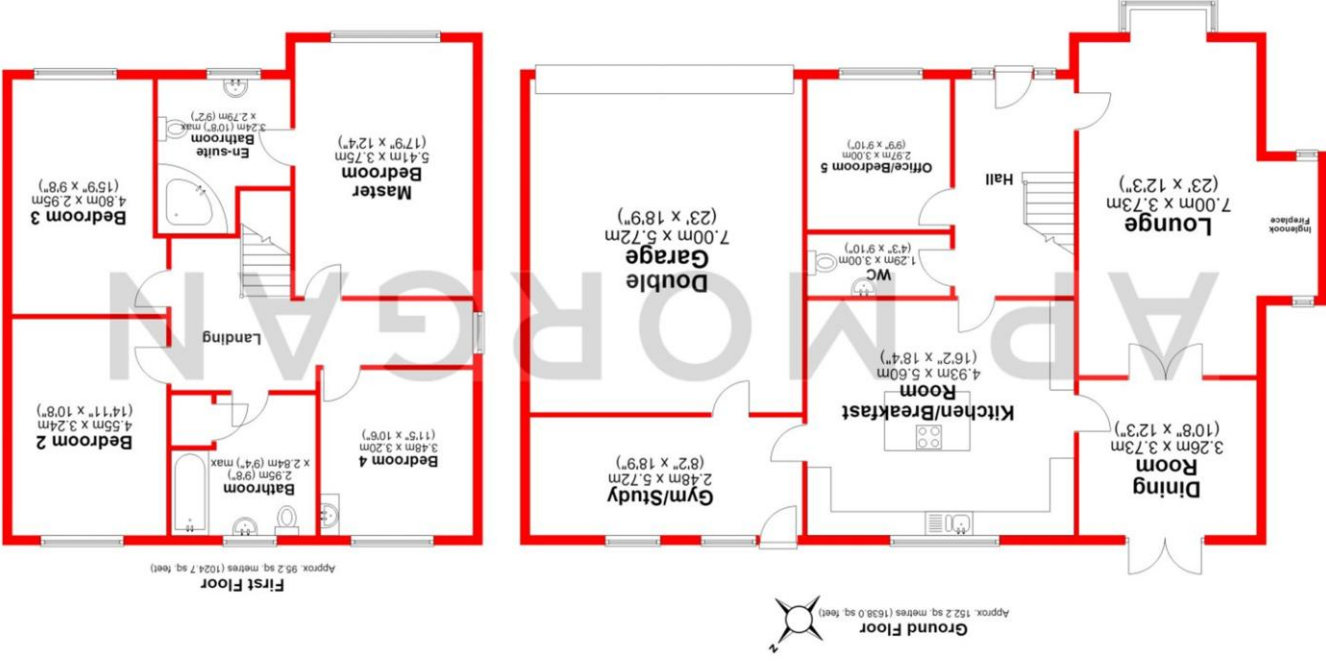 Ground Floor
Approx. 152.2 sq. metres (1638.0 sq. feet)
N
Dining
Room
3.26m x 3.73m
(10'8" x 12'3")
Kitchen/Breakfast
Room
4.93m x 5.60m
(16'2" x 18'4")
Gym/Study
2.48m x 5.72m
(8'2" x 18'9")
Inglenook
Fireplace
Lounge
7.00m x 3.73m
(23' x 12'3")
Hall
WC
1.29m x 3.00m
(4'3" x 9'10")
Office/Bedroom 5
2.97m x 3.00m
(9'9" x 9'10")
Double
Garage
7.00m x 5.72m
(23' x 18'9")
First Floor
Approx. 95.2 sq. metres (1024.7 sq. feet)
Bedroom 4
3.48m x 3.20m
(11'5" x 10'6")
Bathroom
2.95m (9'8")
x 2.84m (9'4") max
Bedroom 2
4.55m x 3.24m
(14'11" x 10'8")
Landing
Master
Bedroom
5.41m x 3.75m
(17'9" x 12'4")
En-suite
Bathroom
3.24m (10'8") max
x 2.79m (9'2")
Bedroom 3
4.80m x 2.95m
(15'9" x 9'8")
AP MORGAN